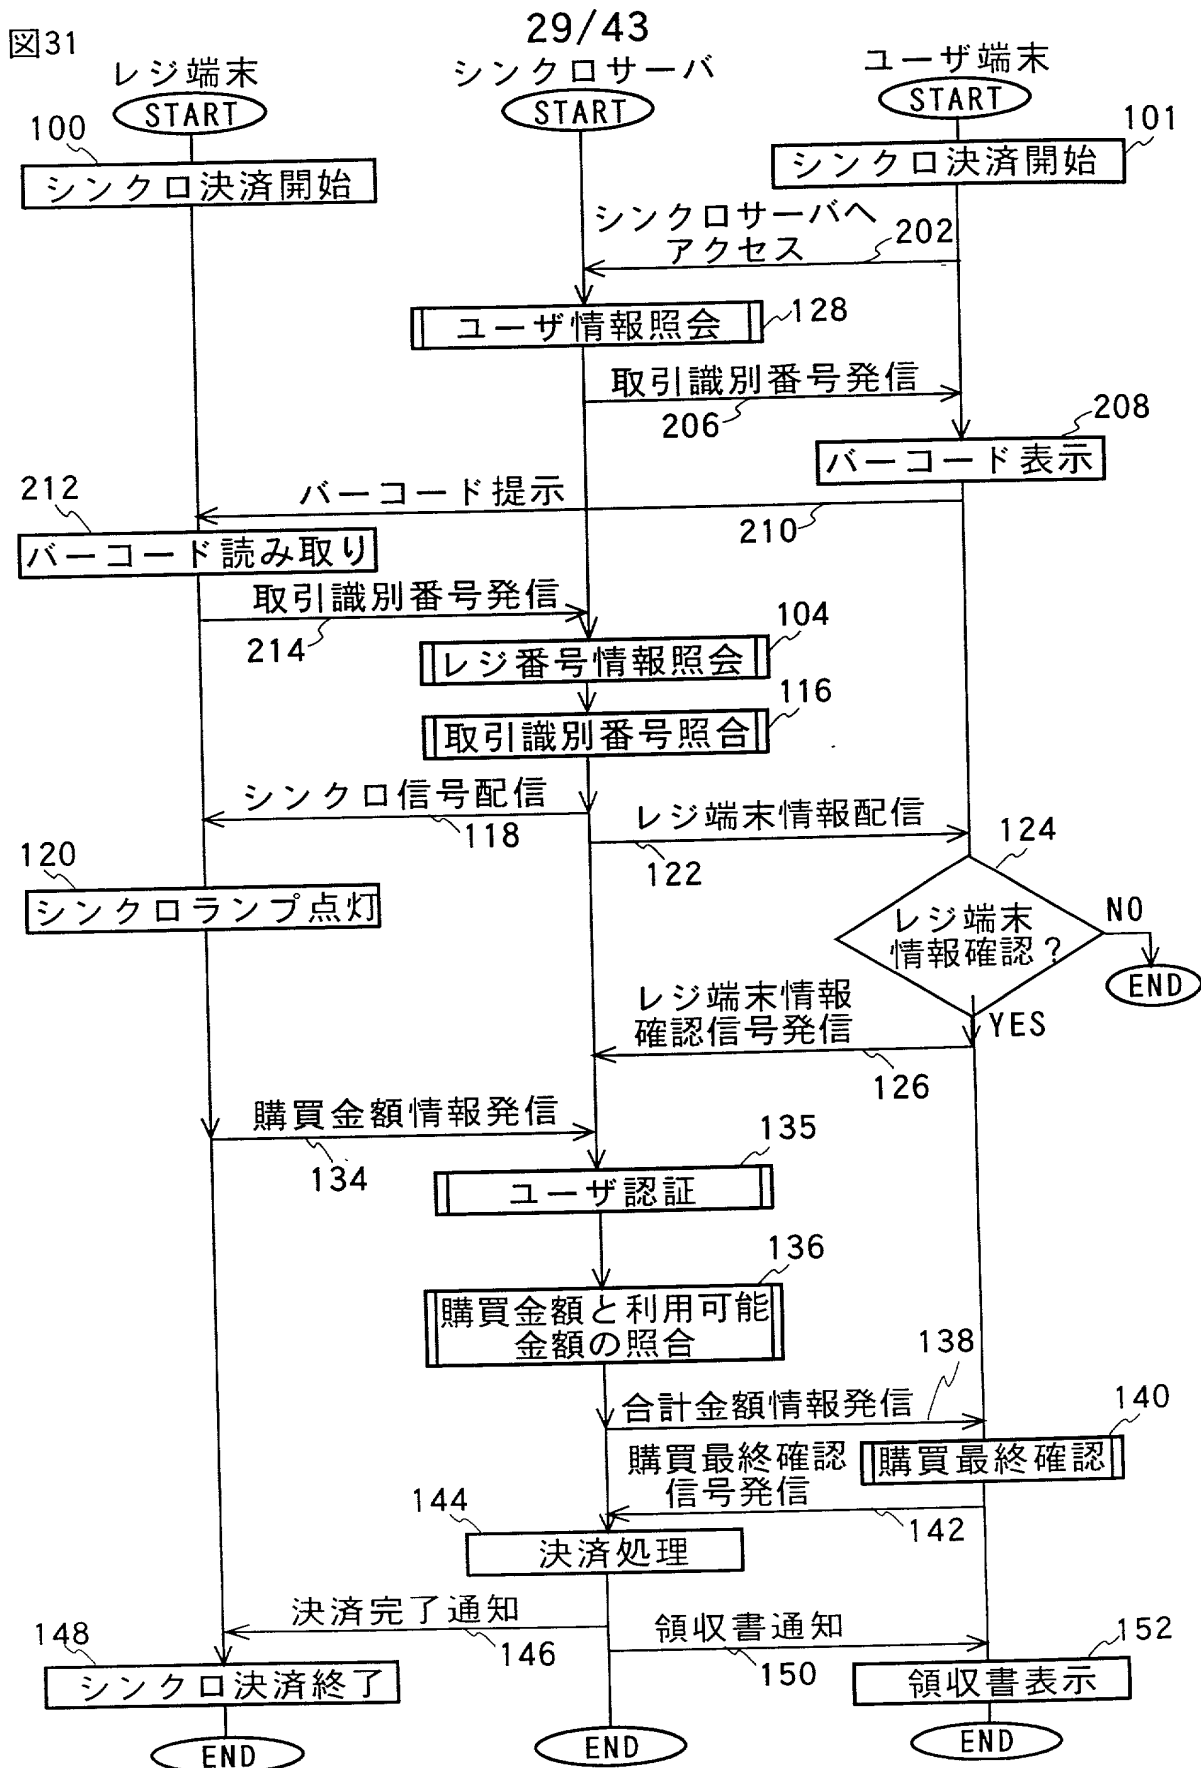 図31
29/43
レジ端末
シンクロサーバ
ユーザ端末
START
START
START
100
101
シンクロ決済開始
シンクロ決済開始
シンクロサーバへ
アクセス
202
ユーザ情報照会
128
取引識別番号発信
206
208
バーコード表示
212
バーコード提示
210
バーコード読み取り
取引識別番号発信
214
104
レジ番号情報照会
116
取引識別番号照合
シンクロ信号配信
118
レジ端末情報配信
122
120
シンクロランプ点灯
124
レジ端末
情報確認?
NO
END
YES
レジ端末情報
確認信号発信
126
購買金額情報発信
134
135
ユーザ認証
136
購買金額と利用可能
金額の照合
138
合計金額情報発信
140
購買最終確認
購買最終確認
信号発信
142
144
決済処理
決済完了通知
146
領収書通知
150
148
シンクロ決済終了
152
領収書表示
END
END
END